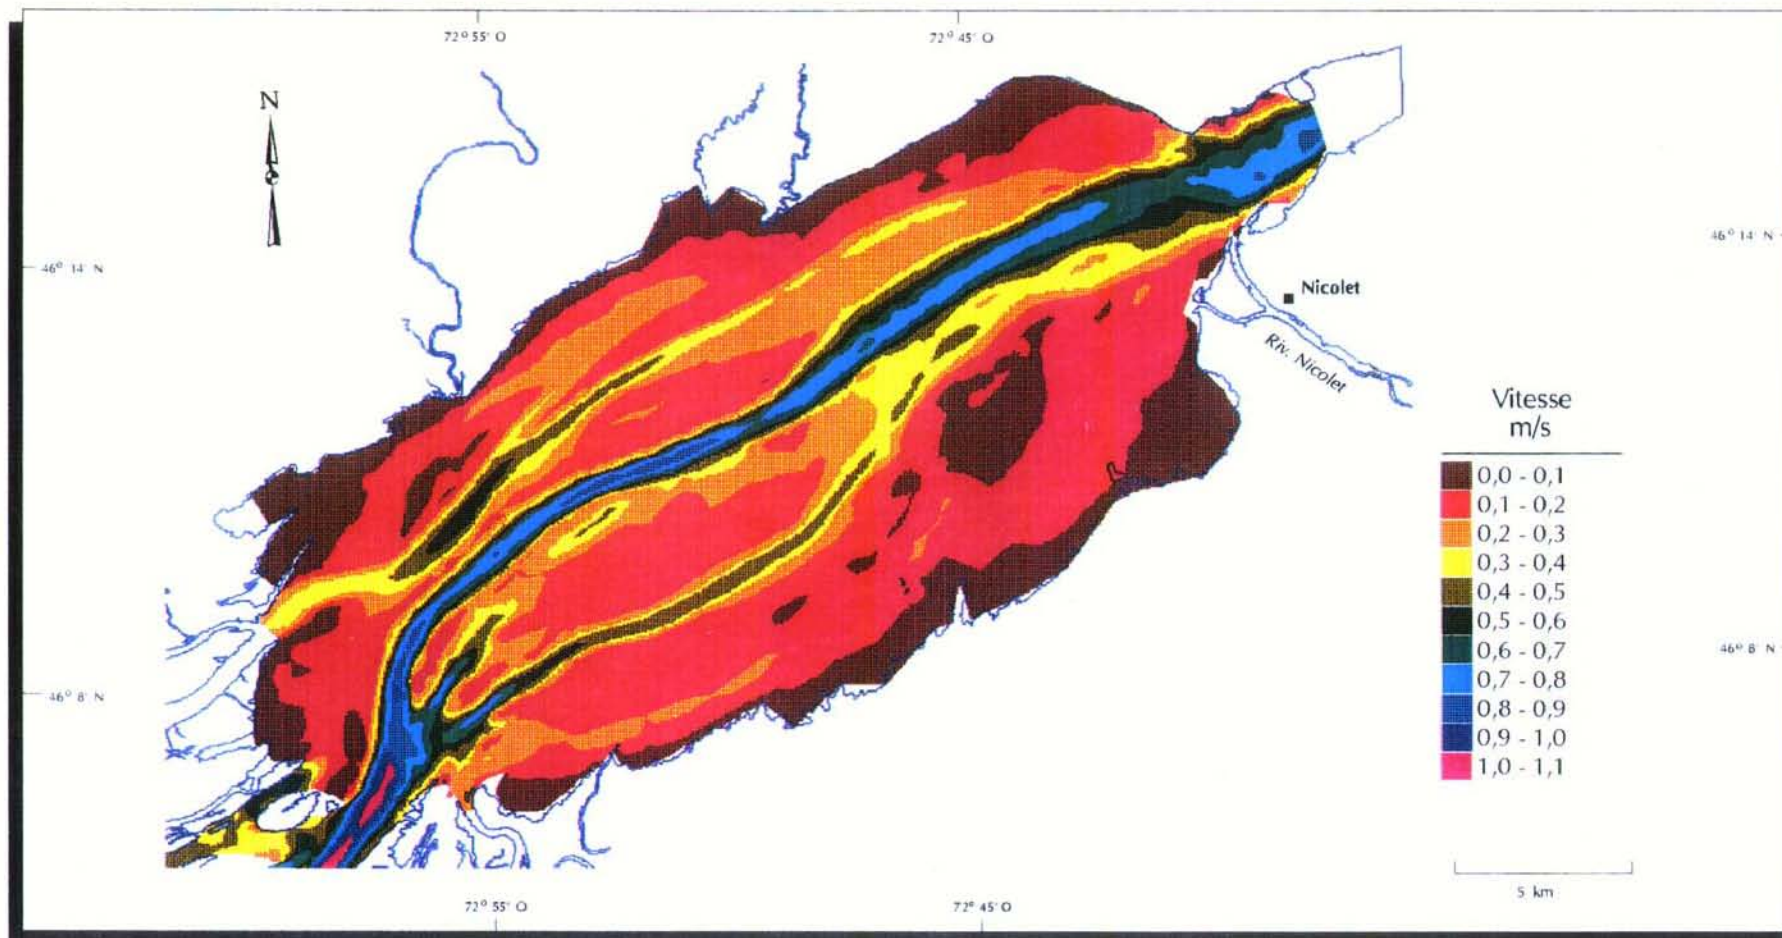 72° 55' O
72° 45' O
N
46° 14' N
46° 14' N
Nicolet
Riv. Nicolet
Vitesse
m/s
0,0 - 0,1
0,1 - 0,2
0,2 - 0,3
0,3 - 0,4
0,4 - 0,5
0,5 - 0,6
0,6 - 0,7
0,7 - 0,8
0,8 - 0,9
0,9 - 1,0
1,0 - 1,1
46° 8' N
46° 8' N
5 km
72° 55' O
72° 45' O